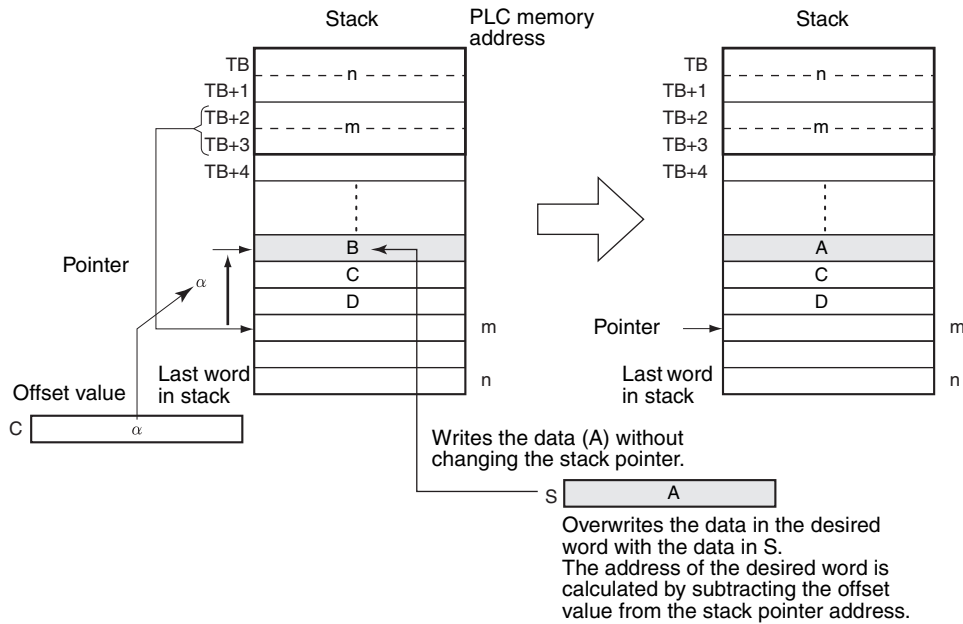 Stack
PLC memory
address
Stack
TB
n
TB+1
TB+2
m
TB+3
TB+4
Pointer
B
C
D
α
m
n
Last word
in stack
Offset value
C
α
TB
n
TB+1
TB+2
m
TB+3
TB+4
A
C
D
Pointer
m
Last word
in stack
n
Writes the data (A) without
changing the stack pointer.
S
A
Overwrites the data in the desired
word with the data in S.
The address of the desired word is
calculated by subtracting the offset
value from the stack pointer address.